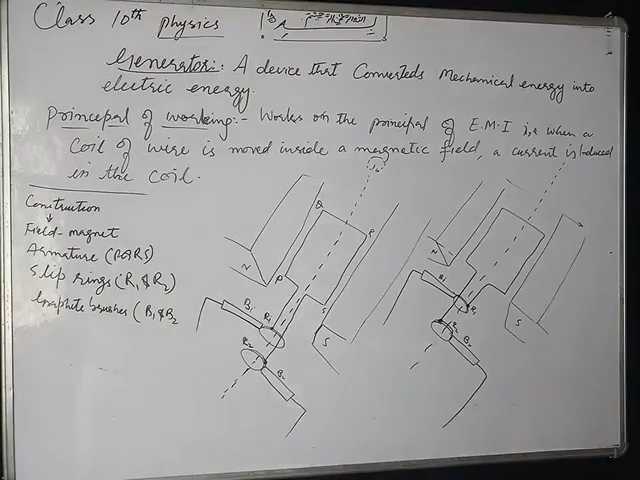 Class 10th physics
Generator:- A device that Converteds Mechanical energy into
electric energy.
principal of working:- Works on the principal of E.M.I i,e when a
coil of wire is moved inside a magnetic field, a current is Induced
in the coil.
Construction
Field-magnet
Armature (PQRS)
Slip rings (R1 & R2)
Graphite brushes (B1 & B2
Q
R
N
P
S
S
B1
R1
R2
B2
N
B1
R1
R2
B2
S